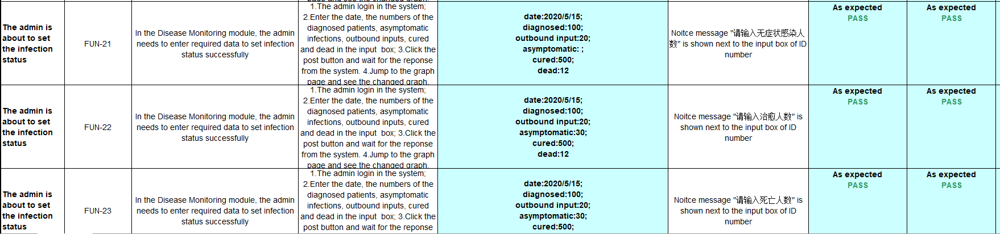 page and see the changed graph.
The admin is
about to set
the infection
status
FUN-21
In the Disease Monitoring module, the admin
needs to enter required data to set infection
status successfully
1.The admin login in the system;
2.Enter the date, the numbers of the
diagnosed patients, asymptomatic
infections, outbound inputs, cured
and dead in the input box; 3.Click the
post button and wait for the reponse
from the system. 4.Jump to the graph
page and see the changed graph.
date:2020/5/15;
diagnosed:100;
outbound input:20;
asymptomatic: ;
cured:500;
dead:12
Noitce message "请输入无症状感染人
数" is shown next to the input box of ID
number
As expected
PASS
As expected
PASS
The admin is
about to set
the infection
status
FUN-22
In the Disease Monitoring module, the admin
needs to enter required data to set infection
status successfully
1.The admin login in the system;
2.Enter the date, the numbers of the
diagnosed patients, asymptomatic
infections, outbound inputs, cured
and dead in the input box; 3.Click the
post button and wait for the reponse
from the system. 4.Jump to the graph
page and see the changed graph.
date:2020/5/15;
diagnosed:100;
outbound input:20;
asymptomatic:30;
cured:500;
dead:12
Noitce message "请输入治愈人数" is
shown next to the input box of ID
number
As expected
PASS
As expected
PASS
The admin is
about to set
the infection
status
FUN-23
In the Disease Monitoring module, the admin
needs to enter required data to set infection
status successfully
1.The admin login in the system;
2.Enter the date, the numbers of the
diagnosed patients, asymptomatic
infections, outbound inputs, cured
and dead in the input box; 3.Click the
post button and wait for the reponse
date:2020/5/15;
diagnosed:100;
outbound input:20;
asymptomatic:30;
cured:500;
Noitce message "请输入死亡人数" is
shown next to the input box of ID
number
As expected
PASS
As expected
PASS